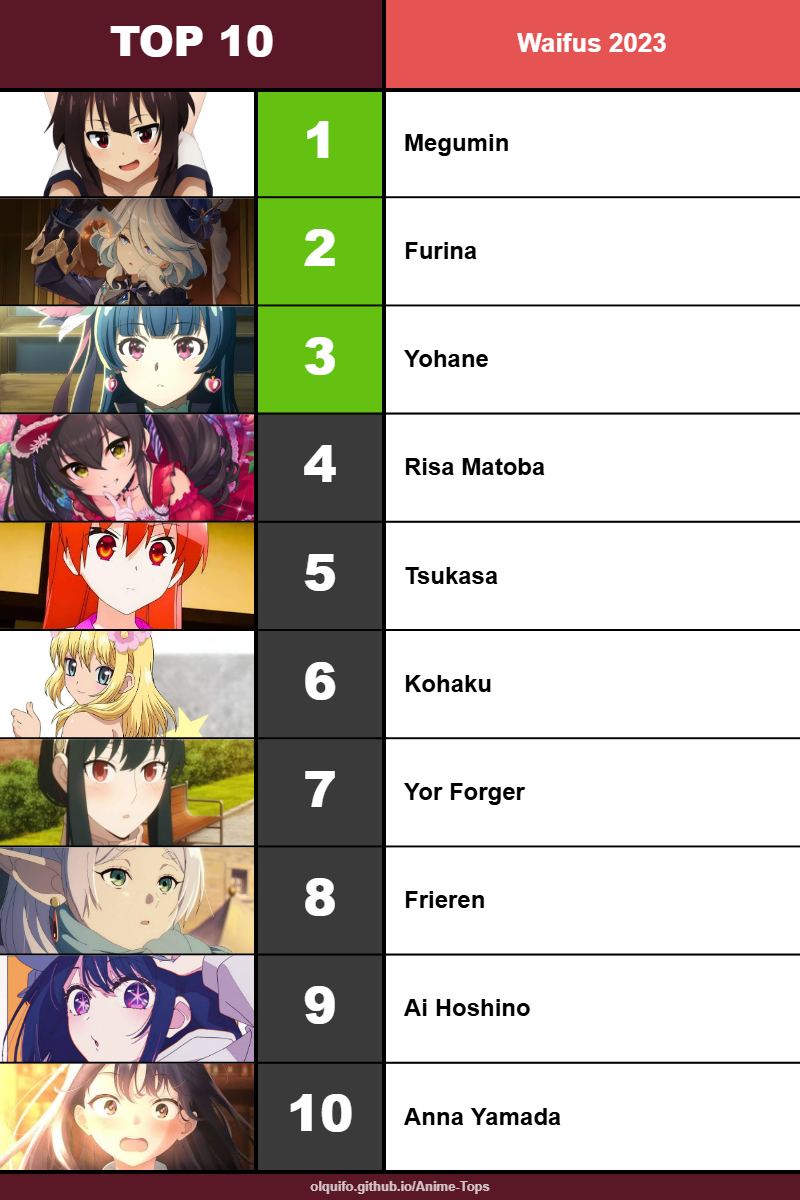 TOP 10
Waifus 2023
1
Megumin
2
Furina
3
Yohane
4
Risa Matoba
5
Tsukasa
6
Kohaku
7
Yor Forger
8
Frieren
9
Ai Hoshino
10
Anna Yamada
olquifo.github.io/Anime-Tops